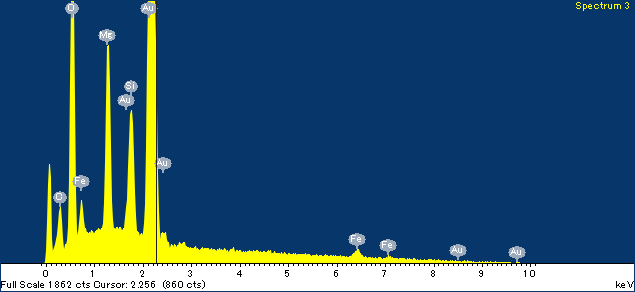 Spectrum 3
O
Au
Mg
Si
Au
Au
Fe
C
Fe
Fe
Au
Au
0 1 2 3 4 5 6 7 8 9 10
Full Scale 1862 cts Cursor: 2.256 (860 cts) keV